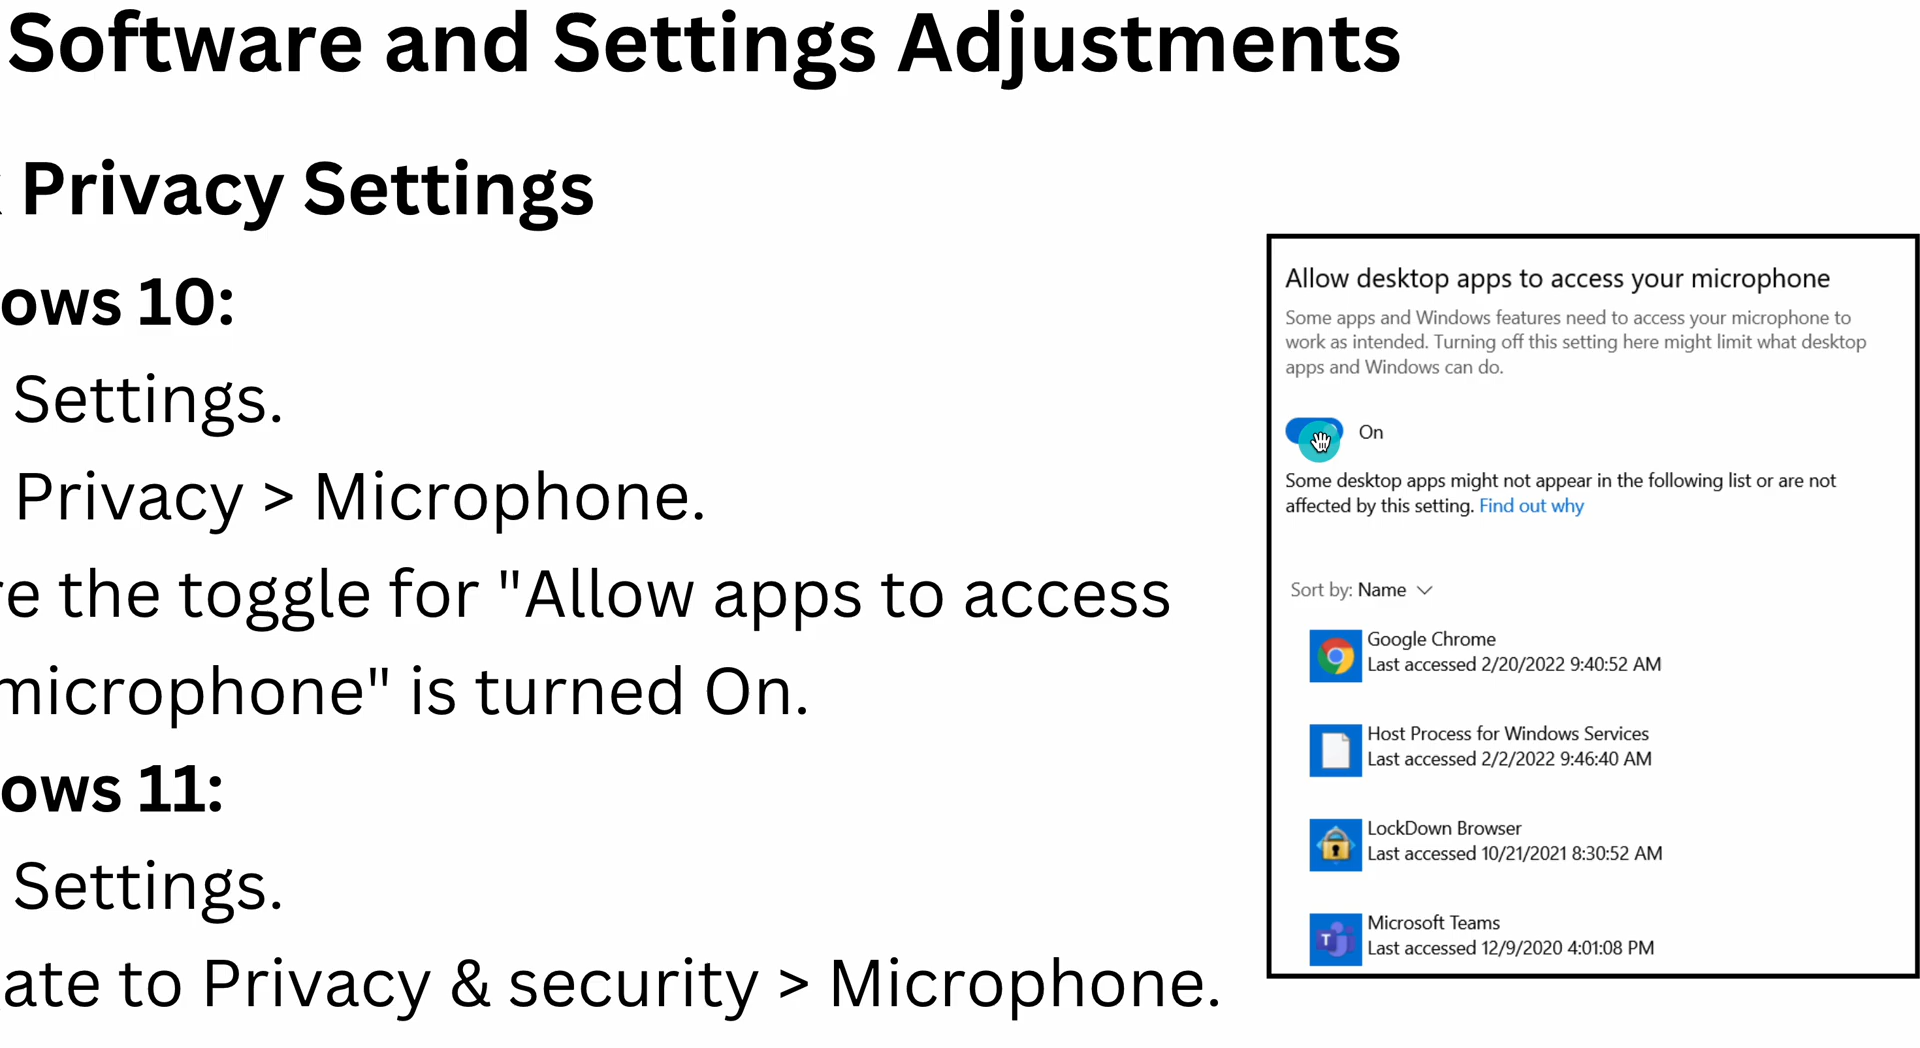 Software and Settings Adjustments
Privacy Settings
ows 10:
Settings.
Privacy > Microphone.
re the toggle for "Allow apps to access
microphone" is turned On.
ows 11:
Settings.
ate to Privacy & security > Microphone.
Allow desktop apps to access your microphone
Some apps and Windows features need to access your microphone to
work as intended. Turning off this setting here might limit what desktop
apps and Windows can do.
On
Some desktop apps might not appear in the following list or are not
affected by this setting. Find out why
Sort by: Name
Google Chrome
Last accessed 2/20/2022 9:40:52 AM
Host Process for Windows Services
Last accessed 2/2/2022 9:46:40 AM
LockDown Browser
Last accessed 10/21/2021 8:30:52 AM
T
Microsoft Teams
Last accessed 12/9/2020 4:01:08 PM